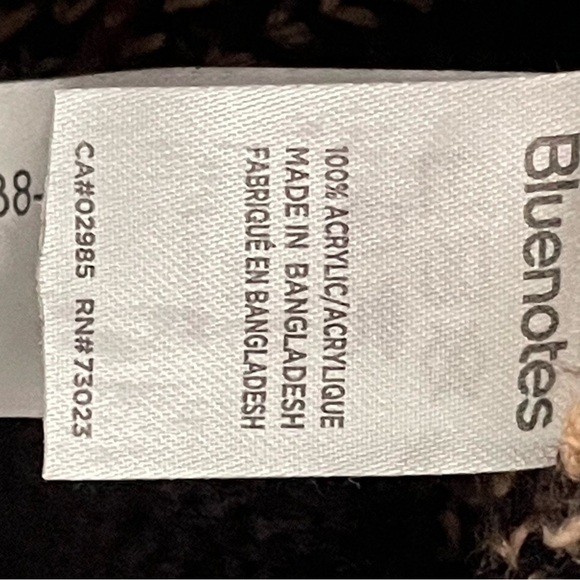 Bluenotes
100% ACRYLIC/ACRYLIQUE
MADE IN BANGLADESH
FABRIQUÉ EN BANGLADESH
CA#02985 RN#73023